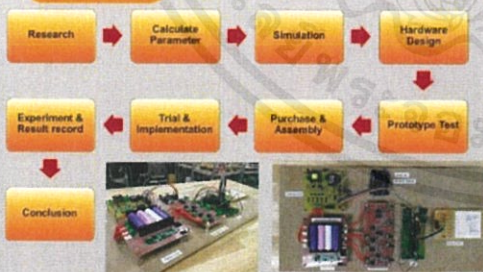 Research
Calculate
Parameter
Simulation
Hardware
Design
Prototype Test
Purchase &
Assembly
Trial &
Implementation
Experiment &
Result record
Conclusion